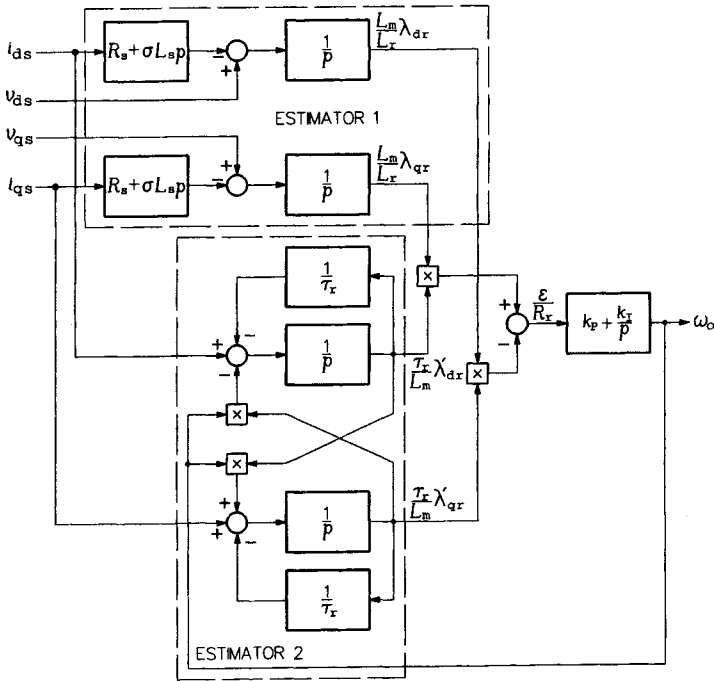 i_ds
R_s + σL_s p
−
+
1/p
L_m/L_r λ_dr
v_ds
ESTIMATOR 1
v_qs
+
i_qs
R_s + σL_s p
−
1/p
L_m/L_r λ_qr
1/τ_r
×
−
+
−
1/p
τ_r/L_m λ'_dr
×
+
−
ε/R_r
k_P + k_I/p
ω_o
×
×
+
+
−
1/p
τ_r/L_m λ'_qr
1/τ_r
ESTIMATOR 2